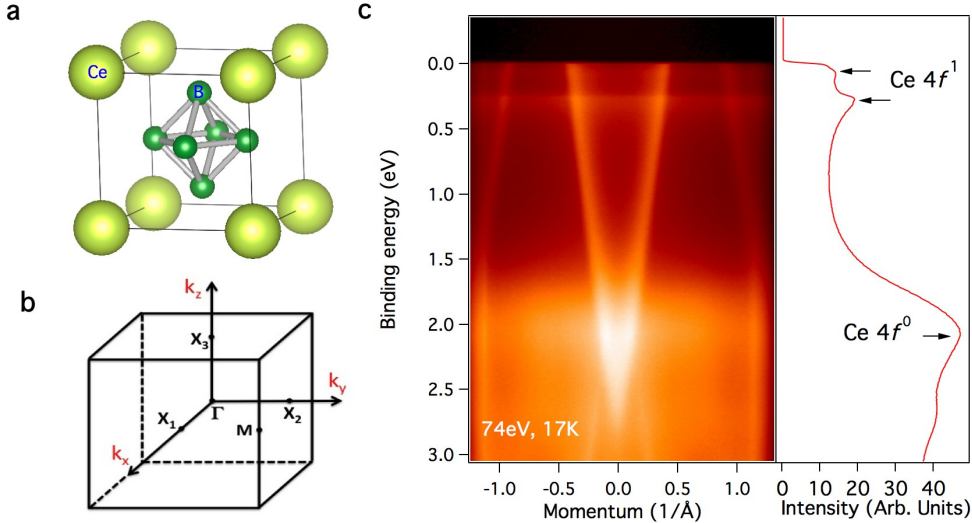 a
Ce
B
b
k_z
X_3
k_y
Γ
X_2
X_1
M
k_x
c
Binding energy (eV)
0.0
0.5
1.0
1.5
2.0
2.5
3.0
74eV, 17K
-1.0 -0.5 0.0 0.5 1.0
Momentum (1/Å)
Ce 4f^1
Ce 4f^0
0 10 20 30 40
Intensity (Arb. Units)